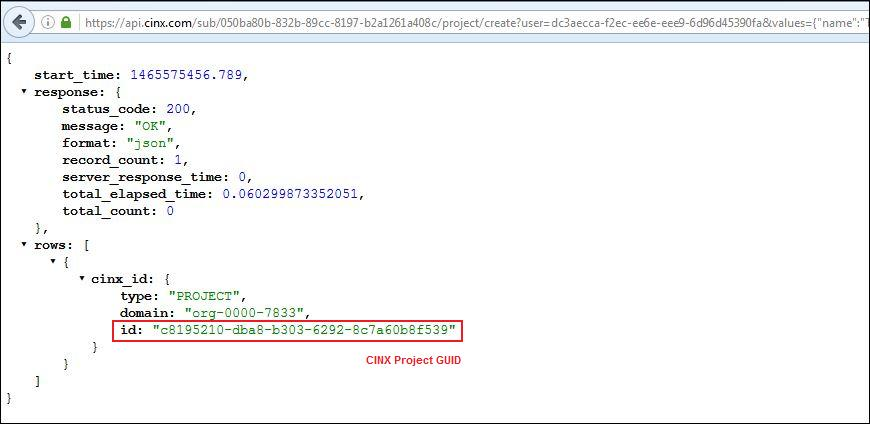 https://api.cinx.com/sub/050ba80b-832b-89cc-8197-b2a1261a408c/project/create?user=dc3aecca-f2ec-ee6e-eee9-6d96d45390fa&values={"name":"T
{
start_time: 1465575456.789,
response: {
status_code: 200,
message: "OK",
format: "json",
record_count: 1,
server_response_time: 0,
total_elapsed_time: 0.060299873352051,
total_count: 0
},
rows: [
{
cinx_id: {
type: "PROJECT",
domain: "org-0000-7833",
id: "c8195210-dba8-b303-6292-8c7a60b8f539"
}
CINX Project GUID
}
]
}